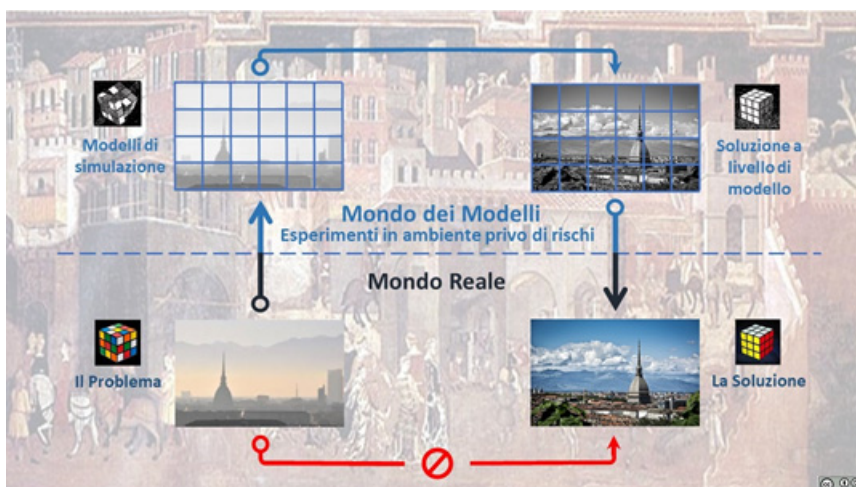 Modelli di
simulazione
Soluzione a
livello di
modello
Mondo dei Modelli
Esperimenti in ambiente privo di rischi
Mondo Reale
Il Problema
La Soluzione